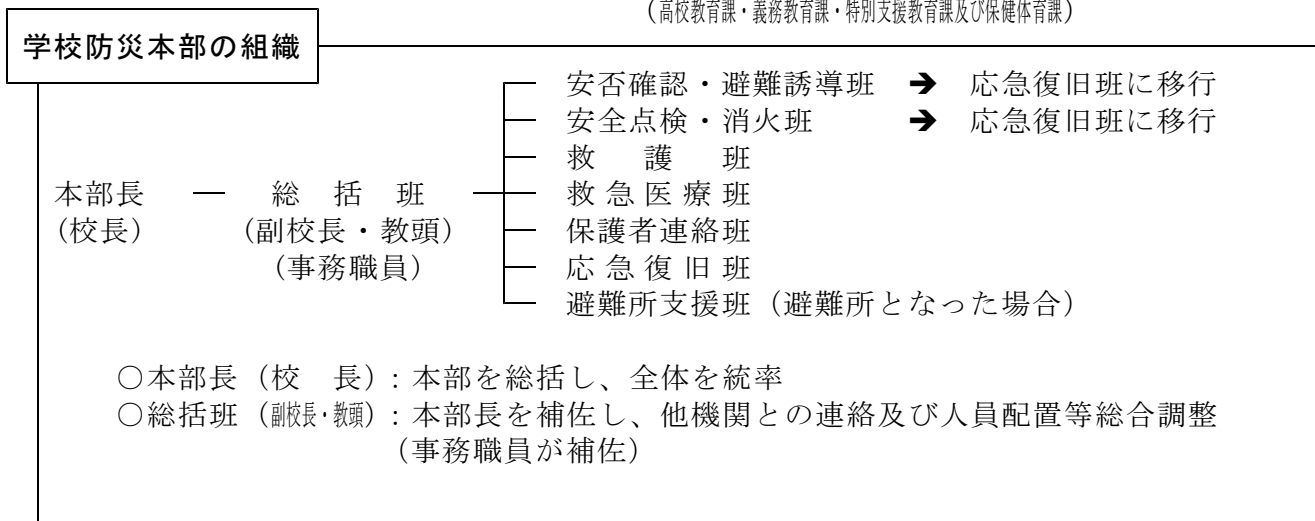 （高校教育課・義務教育課・特別支援教育課及び保健体育課）
学校防災本部の組織
安否確認・避難誘導班 ➔ 応急復旧班に移行
安全点検・消火班 ➔ 応急復旧班に移行
救　護　班
本部長 ― 総　括　班 ― 救急医療班
（校長） （副校長・教頭） 保護者連絡班
（事務職員） 応急復旧班
避難所支援班（避難所となった場合）
○本部長（校　長）：本部を総括し、全体を統率
○総括班（副校長・教頭）：本部長を補佐し、他機関との連絡及び人員配置等総合調整
（事務職員が補佐）